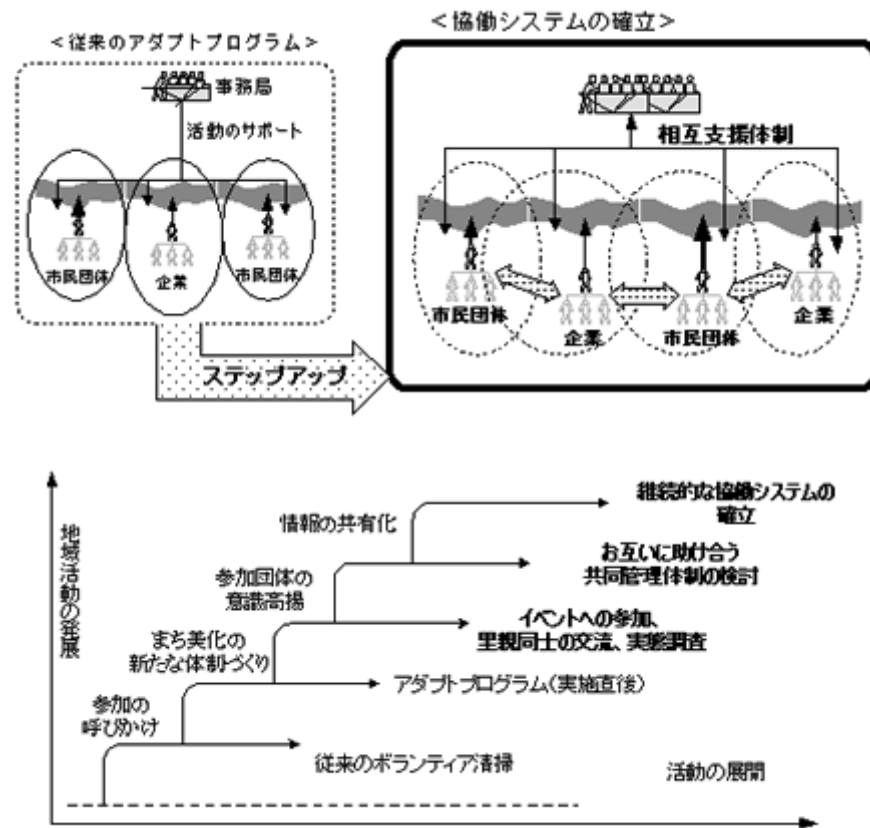 <従来のアダプトプログラム>
事務局
活動のサポート
市民団体
企業
市民団体
<協働システムの確立>
相互支援体制
市民団体
企業
市民団体
企業
ステップアップ
地域活動の発展
継続的な協働システムの
確立
情報の共有化
お互いに助け合う
共同管理体制の検討
参加団体の
意識高揚
イベントへの参加、
里親同士の交流、実態調査
まち美化の
新たな体制づくり
アダプトプログラム(実施直後)
参加の
呼びかけ
従来のボランティア清掃
活動の展開